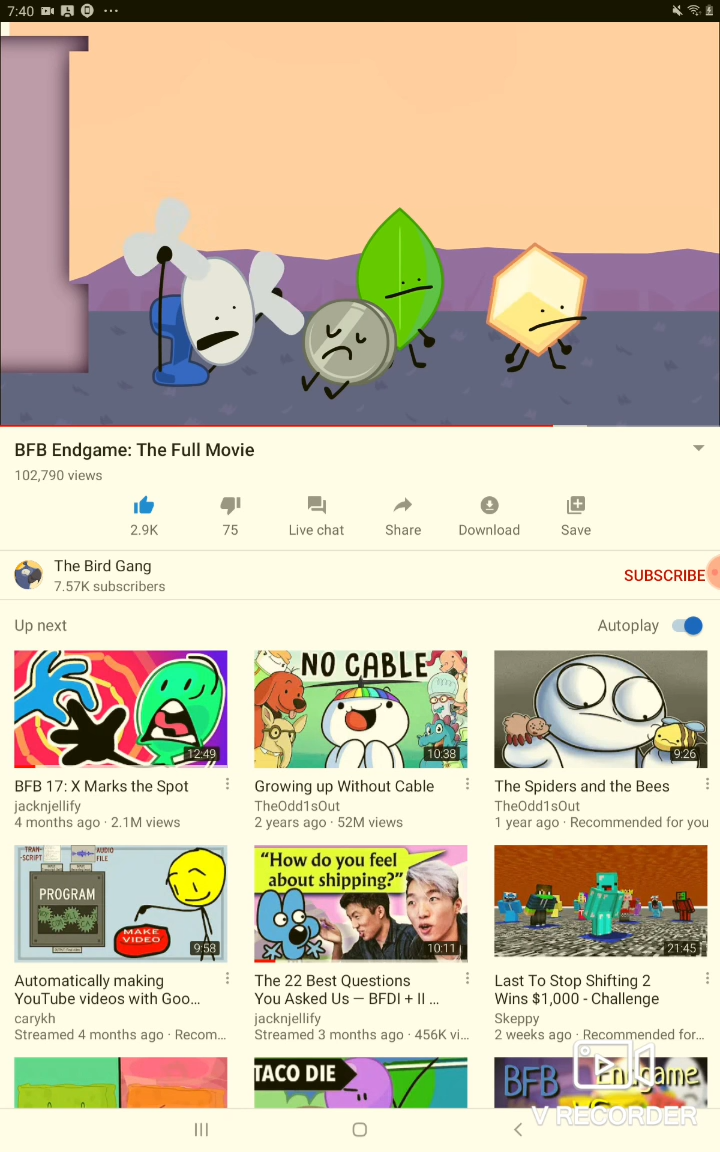 7:40
BFB Endgame: The Full Movie
102,790 views
2.9K
75
Live chat
Share
Download
Save
The Bird Gang
7.57K subscribers
SUBSCRIBE
Up next
Autoplay
12:49
NO CABLE
10:38
9:26
BFB 17: X Marks the Spot
jacknjellify
4 months ago · 2.1M views
Growing up Without Cable
TheOdd1sOut
2 years ago · 52M views
The Spiders and the Bees
TheOdd1sOut
1 year ago · Recommended for you
TRAN-
-SCRIPT
AUDIO
FILE
PROGRAM
MAKE
VIDEO
9:58
"How do you feel
about shipping?"
10:11
21:45
Automatically making
YouTube videos with Goo...
carykh
Streamed 4 months ago · Recom...
The 22 Best Questions
You Asked Us — BFDI + II ...
jacknjellify
Streamed 3 months ago · 456K vi...
Last To Stop Shifting 2
Wins $1,000 - Challenge
Skeppy
2 weeks ago · Recommended for...
TACO DIE
BFB Endgame
V RECORDER